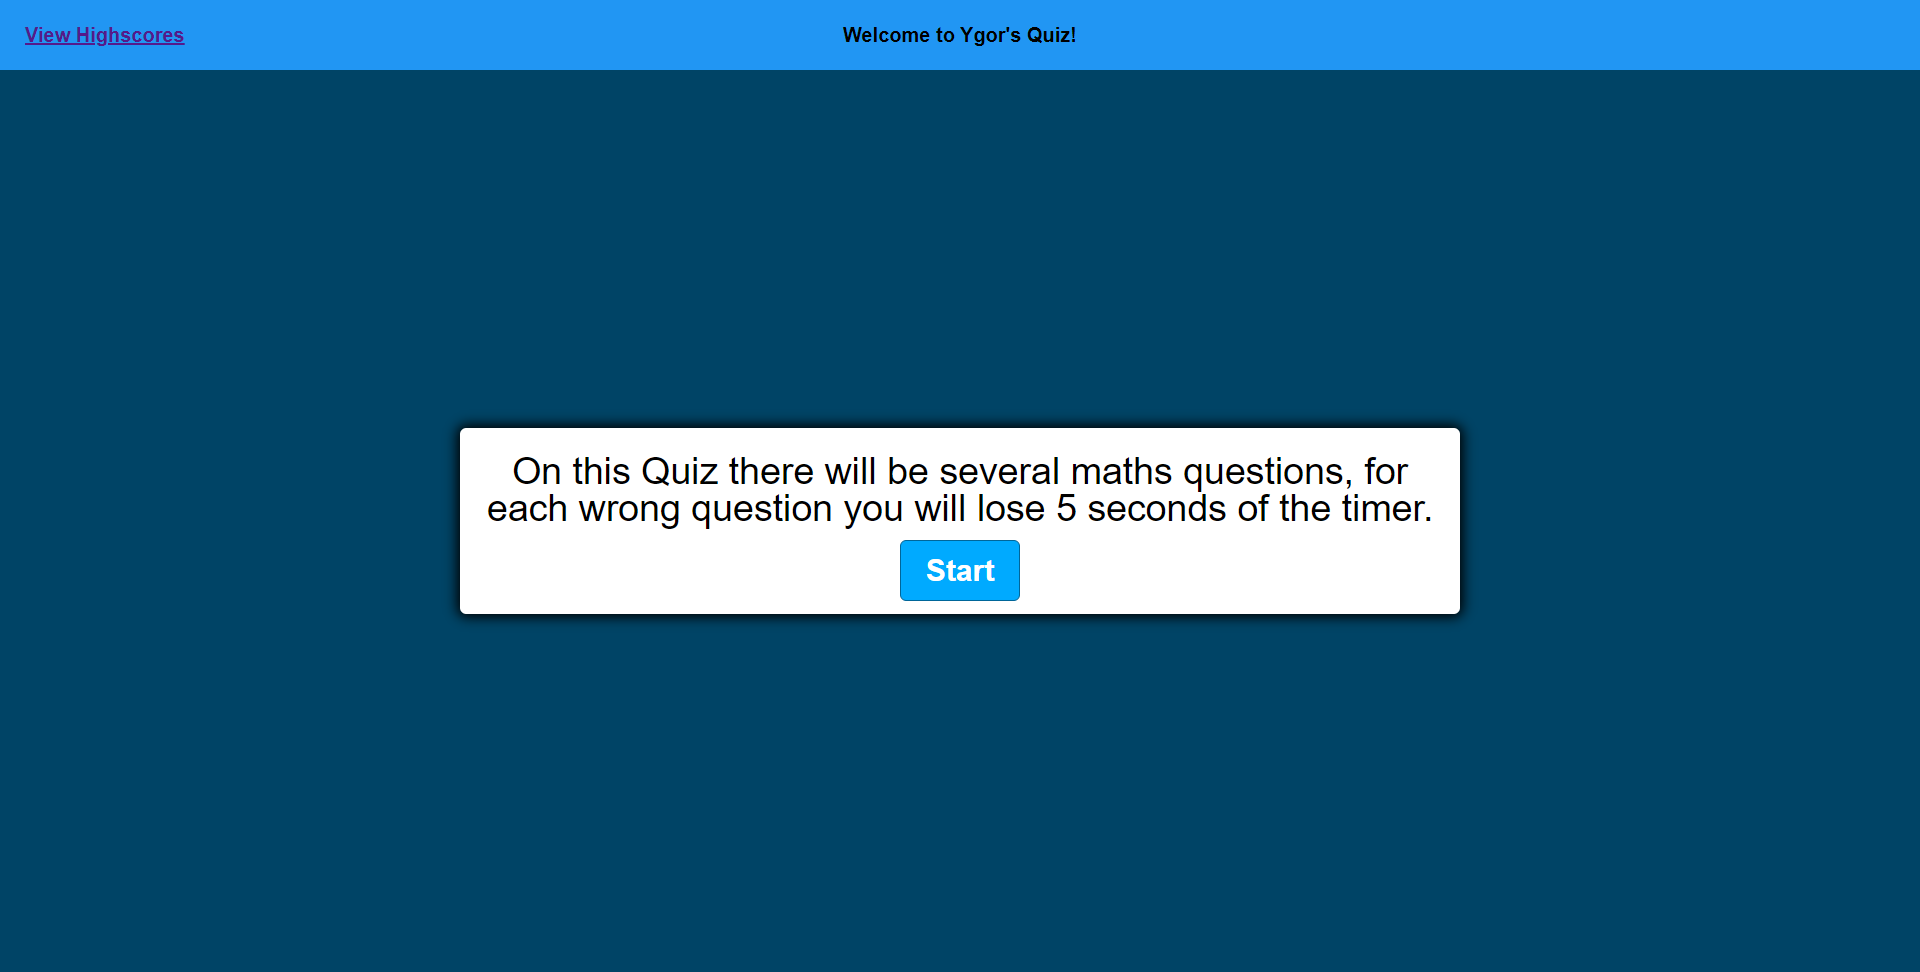 View Highscores
Welcome to Ygor's Quiz!
On this Quiz there will be several maths questions, for
each wrong question you will lose 5 seconds of the timer.
Start